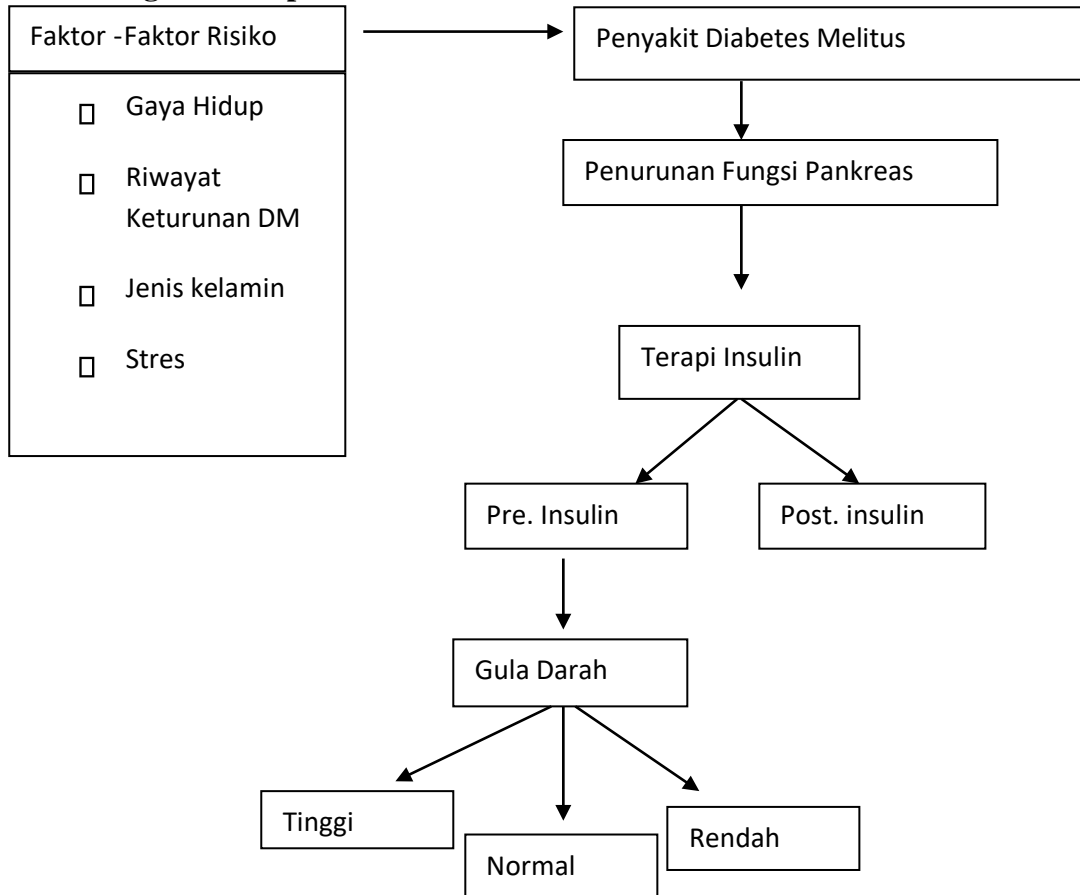 Faktor -Faktor Risiko
Penyakit Diabetes Melitus
Gaya Hidup
Riwayat
Keturunan DM
Jenis kelamin
Stres
Penurunan Fungsi Pankreas
Terapi Insulin
Pre. Insulin
Post. insulin
Gula Darah
Tinggi
Normal
Rendah